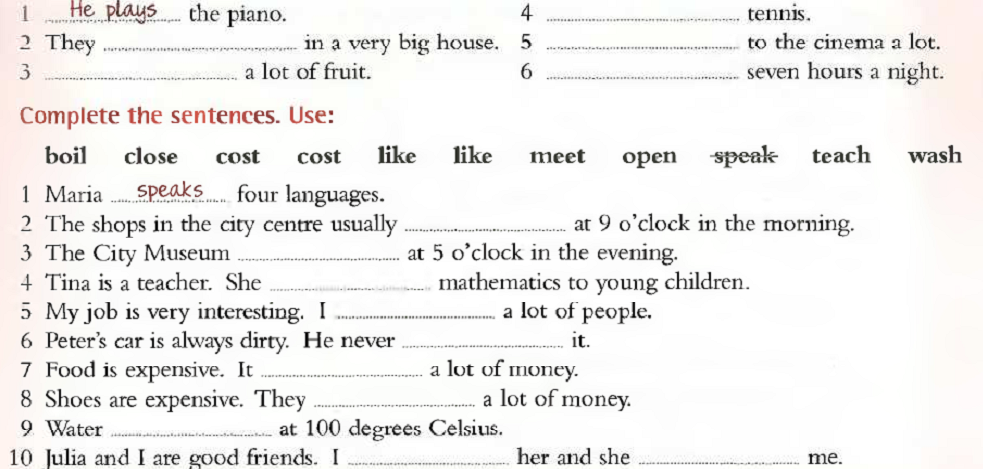 1 He plays the piano.
2 They ................ in a very big house.
3 ................ a lot of fruit.
4 ................ tennis.
5 ................ to the cinema a lot.
6 ................ seven hours a night.
Complete the sentences. Use:
boil close cost cost like like meet open speak teach wash
1 Maria speaks four languages.
2 The shops in the city centre usually ................ at 9 o'clock in the morning.
3 The City Museum ................ at 5 o'clock in the evening.
4 Tina is a teacher. She ................ mathematics to young children.
5 My job is very interesting. I ................ a lot of people.
6 Peter's car is always dirty. He never ................ it.
7 Food is expensive. It ................ a lot of money.
8 Shoes are expensive. They ................ a lot of money.
9 Water ................ at 100 degrees Celsius.
10 Julia and I are good friends. I ................ her and she ................ me.